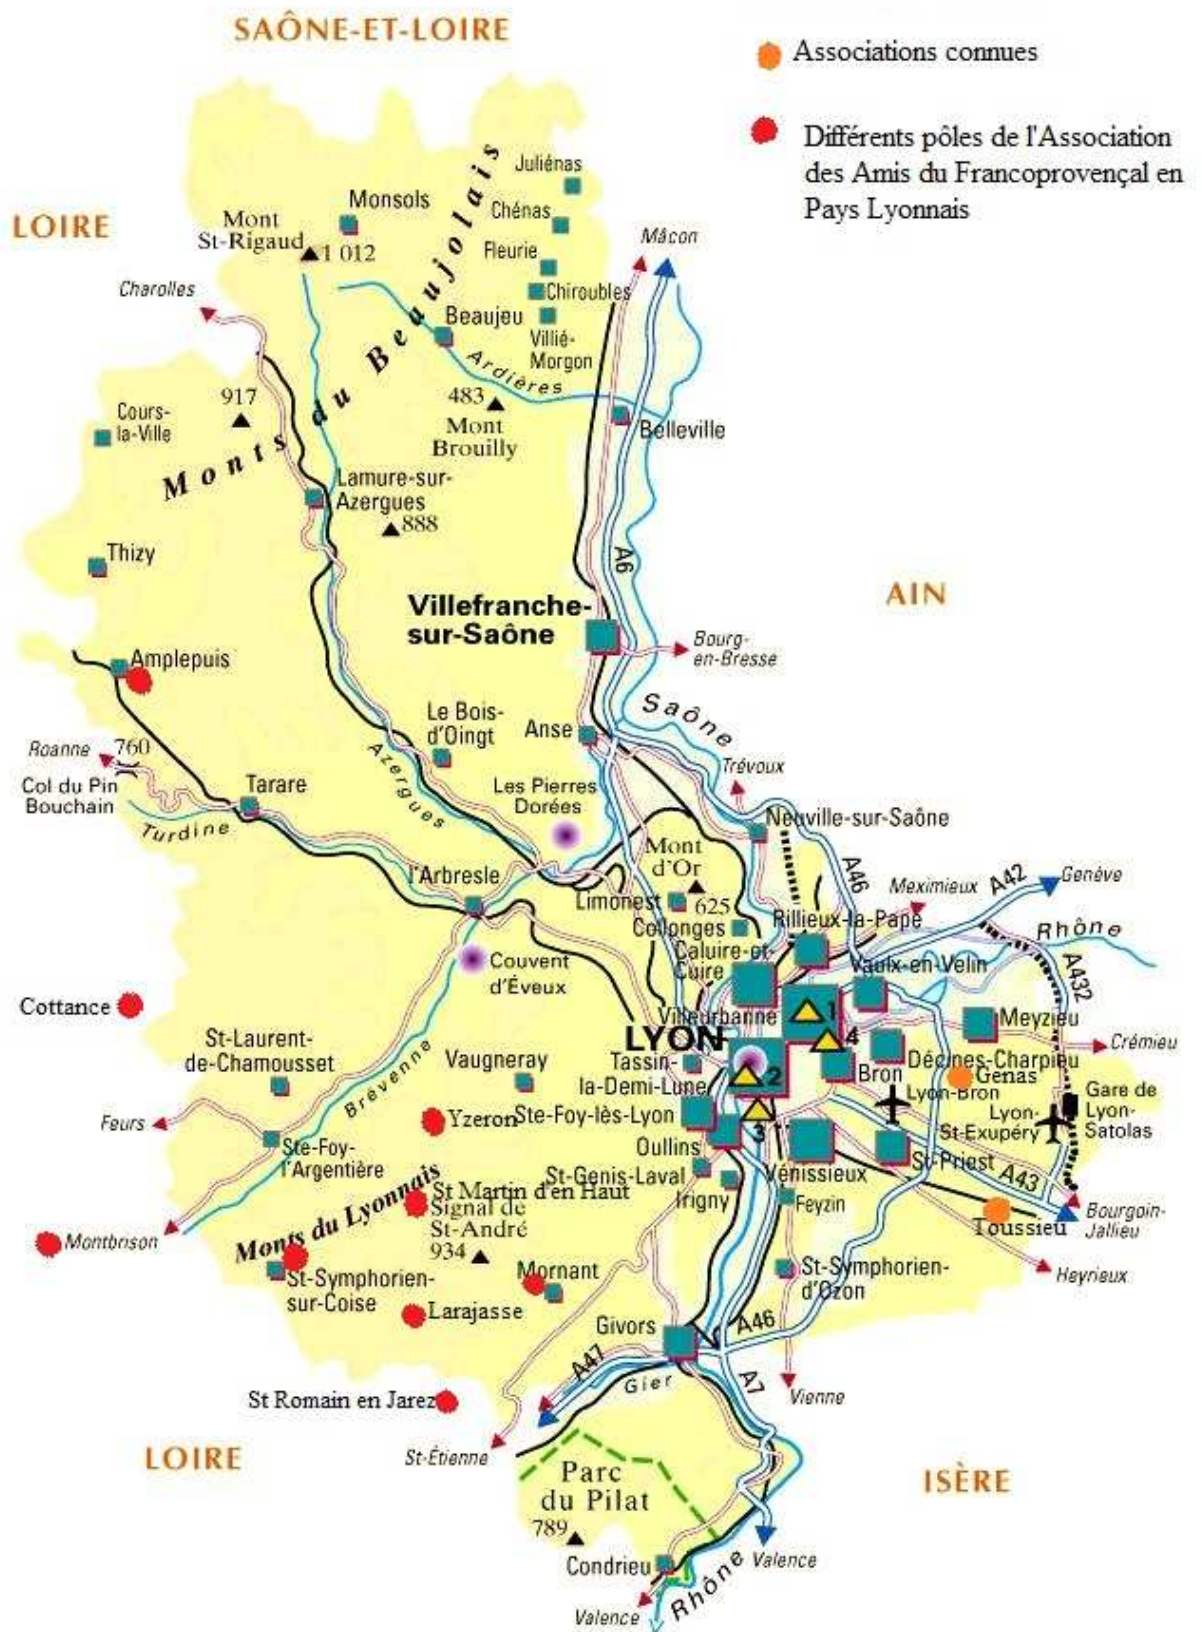 SAÔNE-ET-LOIRE
Associations connues
Différents pôles de l'Association
des Amis du Francoprovençal en
Pays Lyonnais
LOIRE
Juliénas
Monsols
Chénas
Mont
St-Rigaud
1 012
Fleurie
Mâcon
Charolles
Chiroubles
Beaujeu
Villié-
Morgon
Ardières
Monts du Beaujolais
917
483
Mont
Brouilly
Cours-
la-Ville
Belleville
Lamure-sur-
Azergues
888
Thizy
A6
AIN
Villefranche-
sur-Saône
Bourg-
en-Bresse
Amplepuis
Le Bois-
d'Oingt
Anse
Saône
Roanne
760
Col du Pin
Bouchain
Azergues
Trévoux
Tarare
Les Pierres
Dorées
Turdine
Neuville-sur-Saône
Mont
d'Or
625
A46
l'Arbresle
Limonest
Meximieux
A42
Genève
Collonges
Rillieux-la-Pape
Rhône
Caluire-et-
Cuire
Vaulx-en-Velin
A432
Couvent
d'Éveux
Cottance
Villeurbanne
1
Meyzieu
LYON
4
Crémieu
St-Laurent-
de-Chamousset
Brévenne
Vaugneray
Tassin-
la-Demi-Lune
2
Bron
Décines-Charpieu
Genas
Lyon-Bron
Gare de
Lyon-
Satolas
Lyon-
St-Exupéry
Feurs
Yzeron
Ste-Foy-lès-Lyon
3
Ste-Foy-
l'Argentière
Oullins
Vénissieux
St-Priest
A43
St-Genis-Laval
Irigny
Feyzin
Monts du Lyonnais
St Martin d'en Haut
Signal de
St-André
934
Toussieu
Bourgoin-
Jallieu
Montbrison
St-Symphorien-
sur-Coise
Mornant
St-Symphorien-
d'Ozon
Heyrieux
Larajasse
Givors
A46
A47
Gier
A7
Vienne
St Romain en Jarez
St-Étienne
LOIRE
Parc
du Pilat
ISÈRE
789
Condrieu
Valence
Rhône
Valence